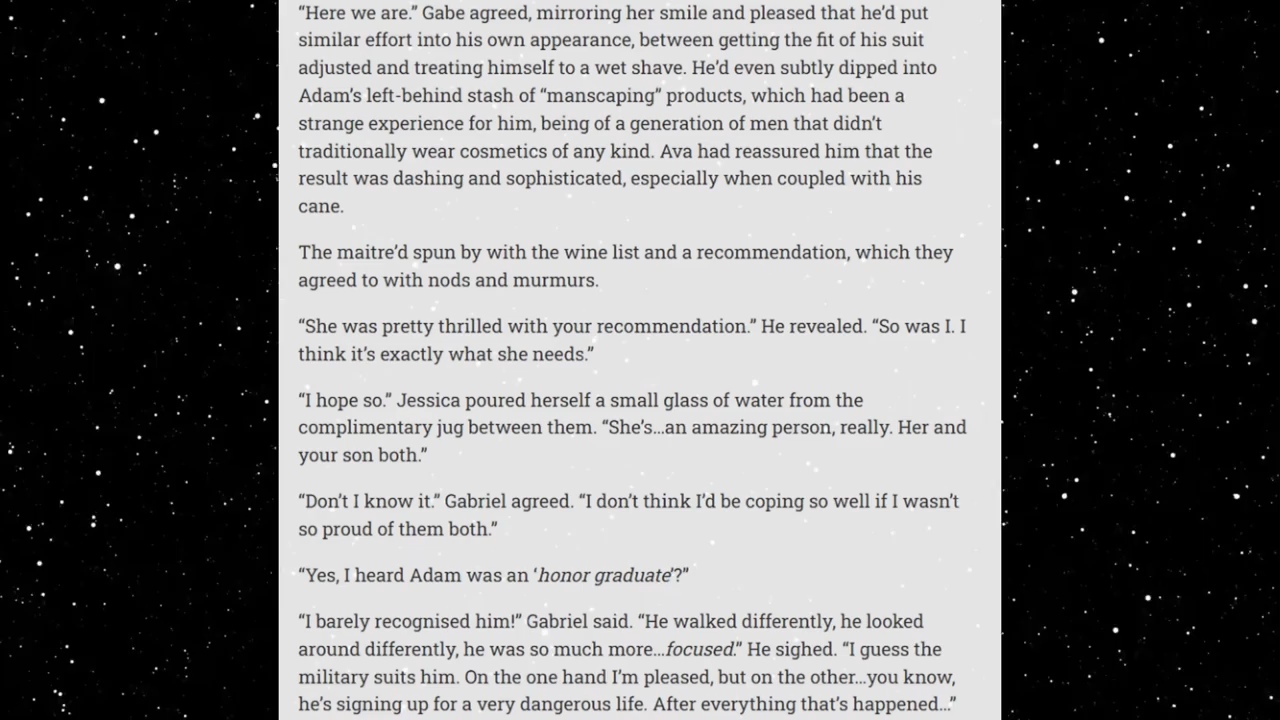 “Here we are.” Gabe agreed, mirroring her smile and pleased that he’d put
similar effort into his own appearance, between getting the fit of his suit
adjusted and treating himself to a wet shave. He’d even subtly dipped into
Adam’s left-behind stash of “manscaping” products, which had been a
strange experience for him, being of a generation of men that didn’t
traditionally wear cosmetics of any kind. Ava had reassured him that the
result was dashing and sophisticated, especially when coupled with his
cane.
The maitre’d spun by with the wine list and a recommendation, which they
agreed to with nods and murmurs.
“She was pretty thrilled with your recommendation.” He revealed. “So was I. I
think it’s exactly what she needs.”
“I hope so.” Jessica poured herself a small glass of water from the
complimentary jug between them. “She’s…an amazing person, really. Her and
your son both.”
“Don’t I know it.” Gabriel agreed. “I don’t think I’d be coping so well if I wasn’t
so proud of them both.”
“Yes, I heard Adam was an ‘honor graduate’?”
“I barely recognised him!” Gabriel said. “He walked differently, he looked
around differently, he was so much more…focused.” He sighed. “I guess the
military suits him. On the one hand I’m pleased, but on the other…you know,
he’s signing up for a very dangerous life. After everything that’s happened…”